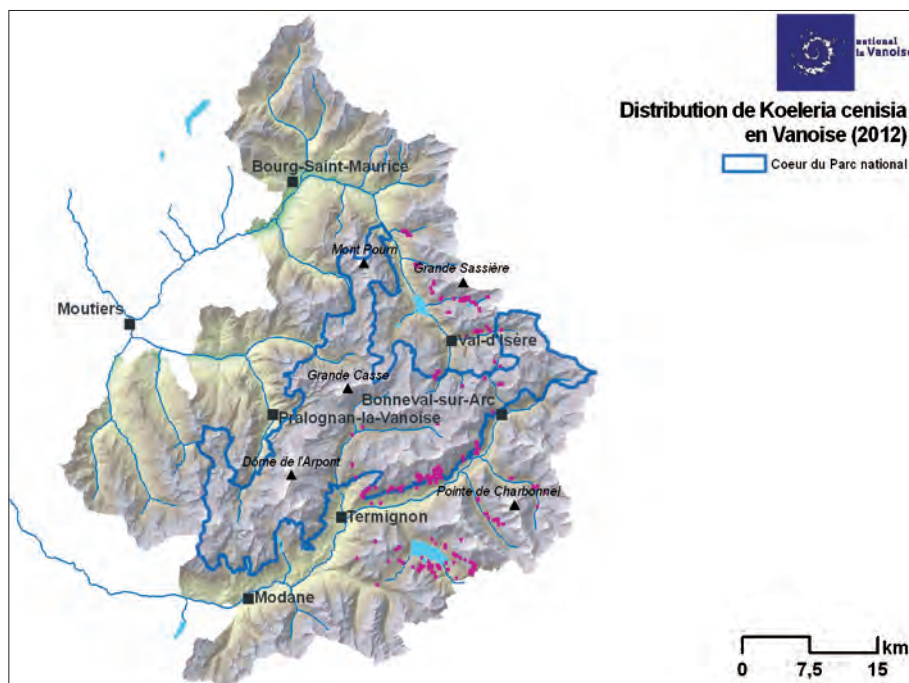 national
la Vanoise
Distribution de Koeleria cenisia
en Vanoise (2012)
Coeur du Parc national
Bourg-Saint-Maurice
Mont Pourri
Grande Sassière
Moutiers
Val-d'Isère
Grande Casse
Bonneval-sur-Arc
Pralognan-la-Vanoise
Dôme de l'Arpont
Pointe de Charbonnel
Termignon
Modane
km
0 7,5 15